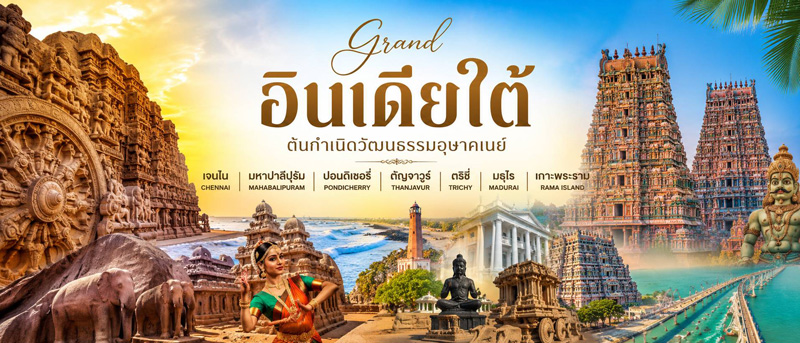 Grand
อินเดียใต้
ต้นกำเนิดวัฒนธรรมอุษาคเนย์
เจนไน | มหาบาลีปุรัม | ปอนดิเชอรี่ | ตัญจาวูร์ | ตริชี่ | มธุไร | เกาะพระราม
CHENNAI | MAHABALIPURAM | PONDICHERRY | THANJAVUR | TRICHY | MADURAI | RAMA ISLAND